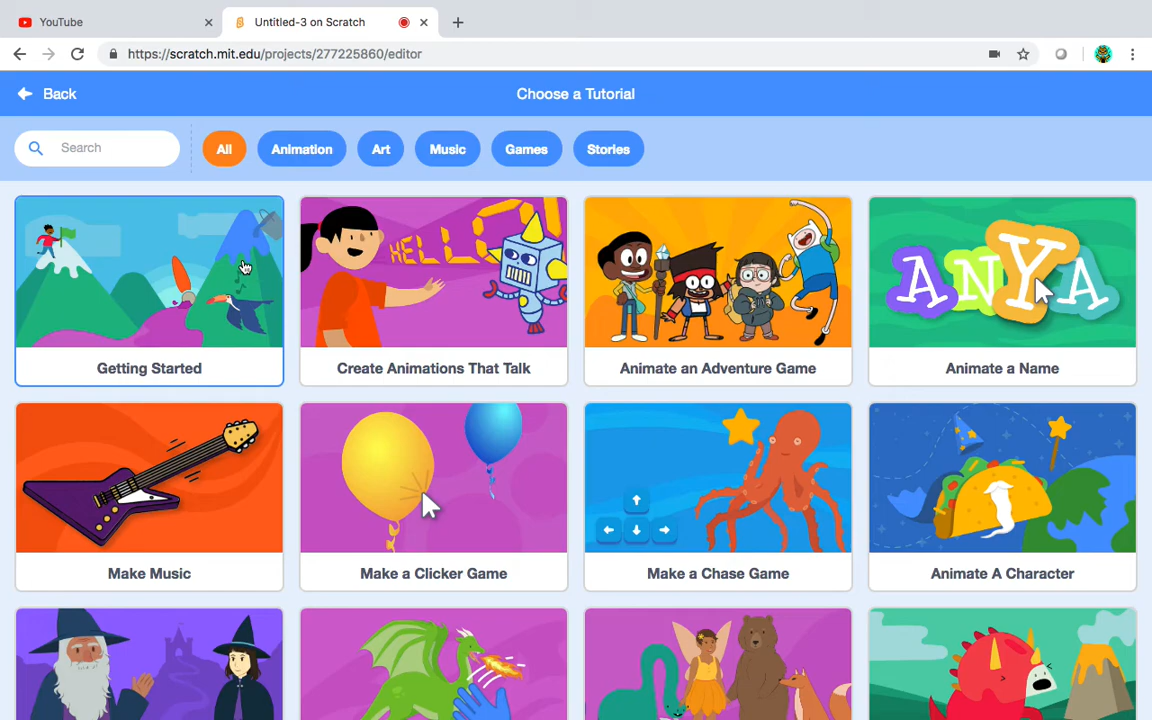 YouTube
Untitled-3 on Scratch
https://scratch.mit.edu/projects/277225860/editor
Back
Choose a Tutorial
Search
All
Animation
Art
Music
Games
Stories
HELLO
ANYA
Getting Started
Create Animations That Talk
Animate an Adventure Game
Animate a Name
Make Music
Make a Clicker Game
Make a Chase Game
Animate A Character